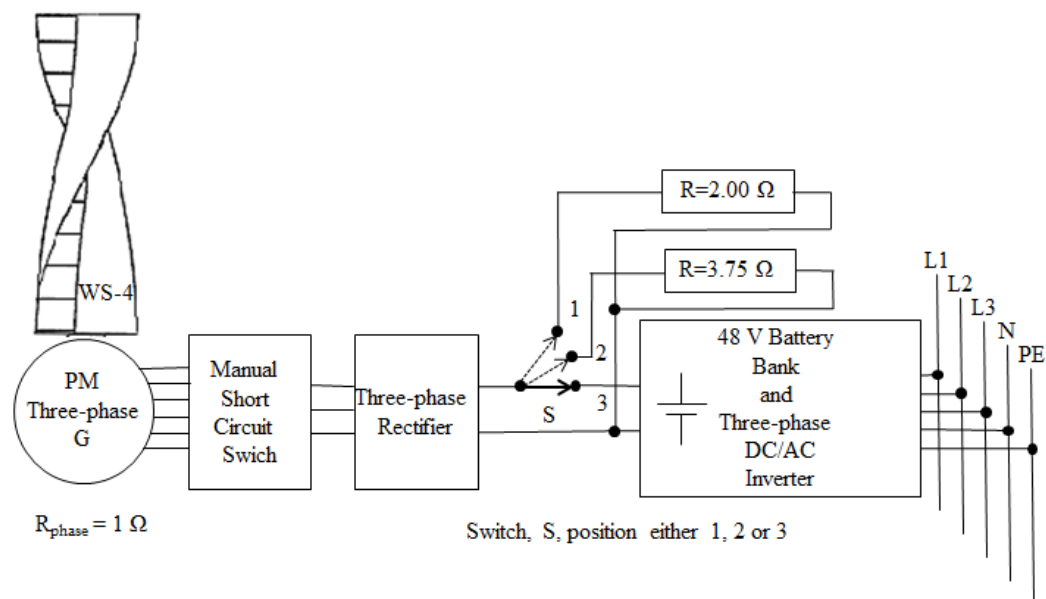 WS-4
PM
Three-phase
G
R_phase = 1 Ω
Manual
Short
Circuit
Swich
Three-phase
Rectifier
S
1
2
3
R=2.00 Ω
R=3.75 Ω
48 V Battery
Bank
and
Three-phase
DC/AC
Inverter
L1
L2
L3
N
PE
Switch, S, position either 1, 2 or 3